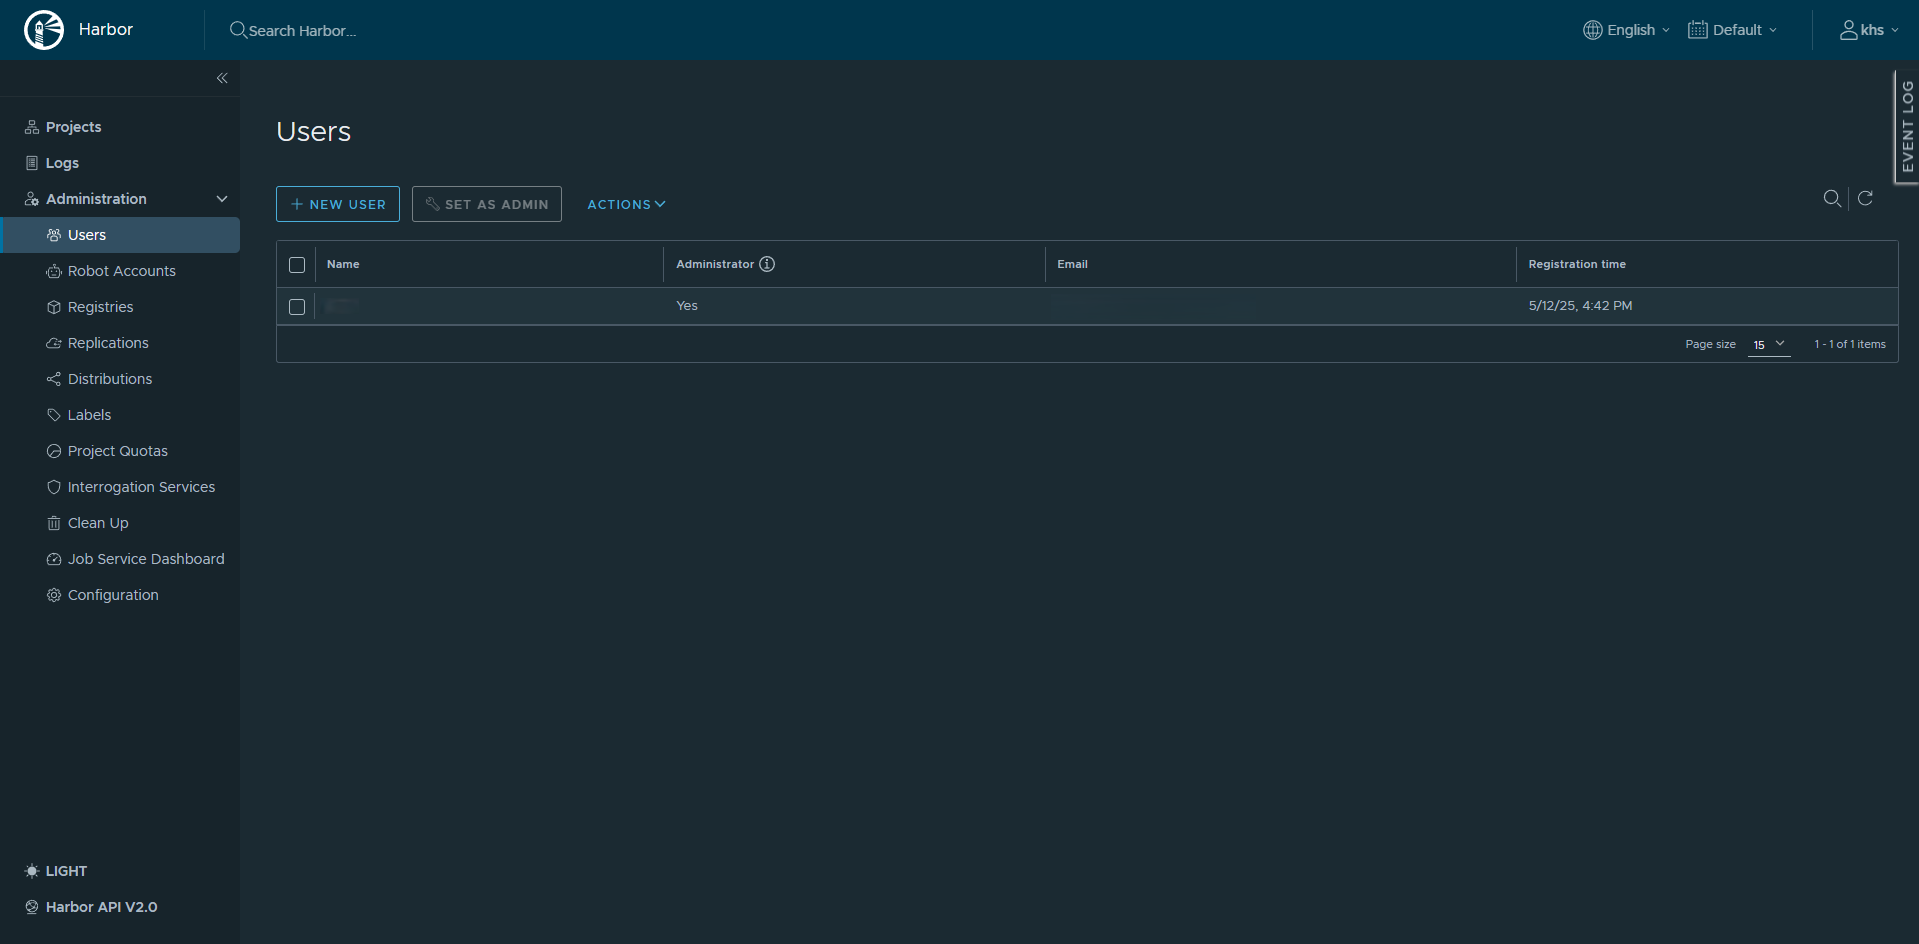 Harbor
Search Harbor...
English
Default
khs
EVENT LOG
Projects
Logs
Administration
Users
Robot Accounts
Registries
Replications
Distributions
Labels
Project Quotas
Interrogation Services
Clean Up
Job Service Dashboard
Configuration
LIGHT
Harbor API V2.0
Users
NEW USER SET AS ADMIN ACTIONS
Name Administrator Email Registration time
Yes 5/12/25, 4:42 PM
Page size 15 1 - 1 of 1 items